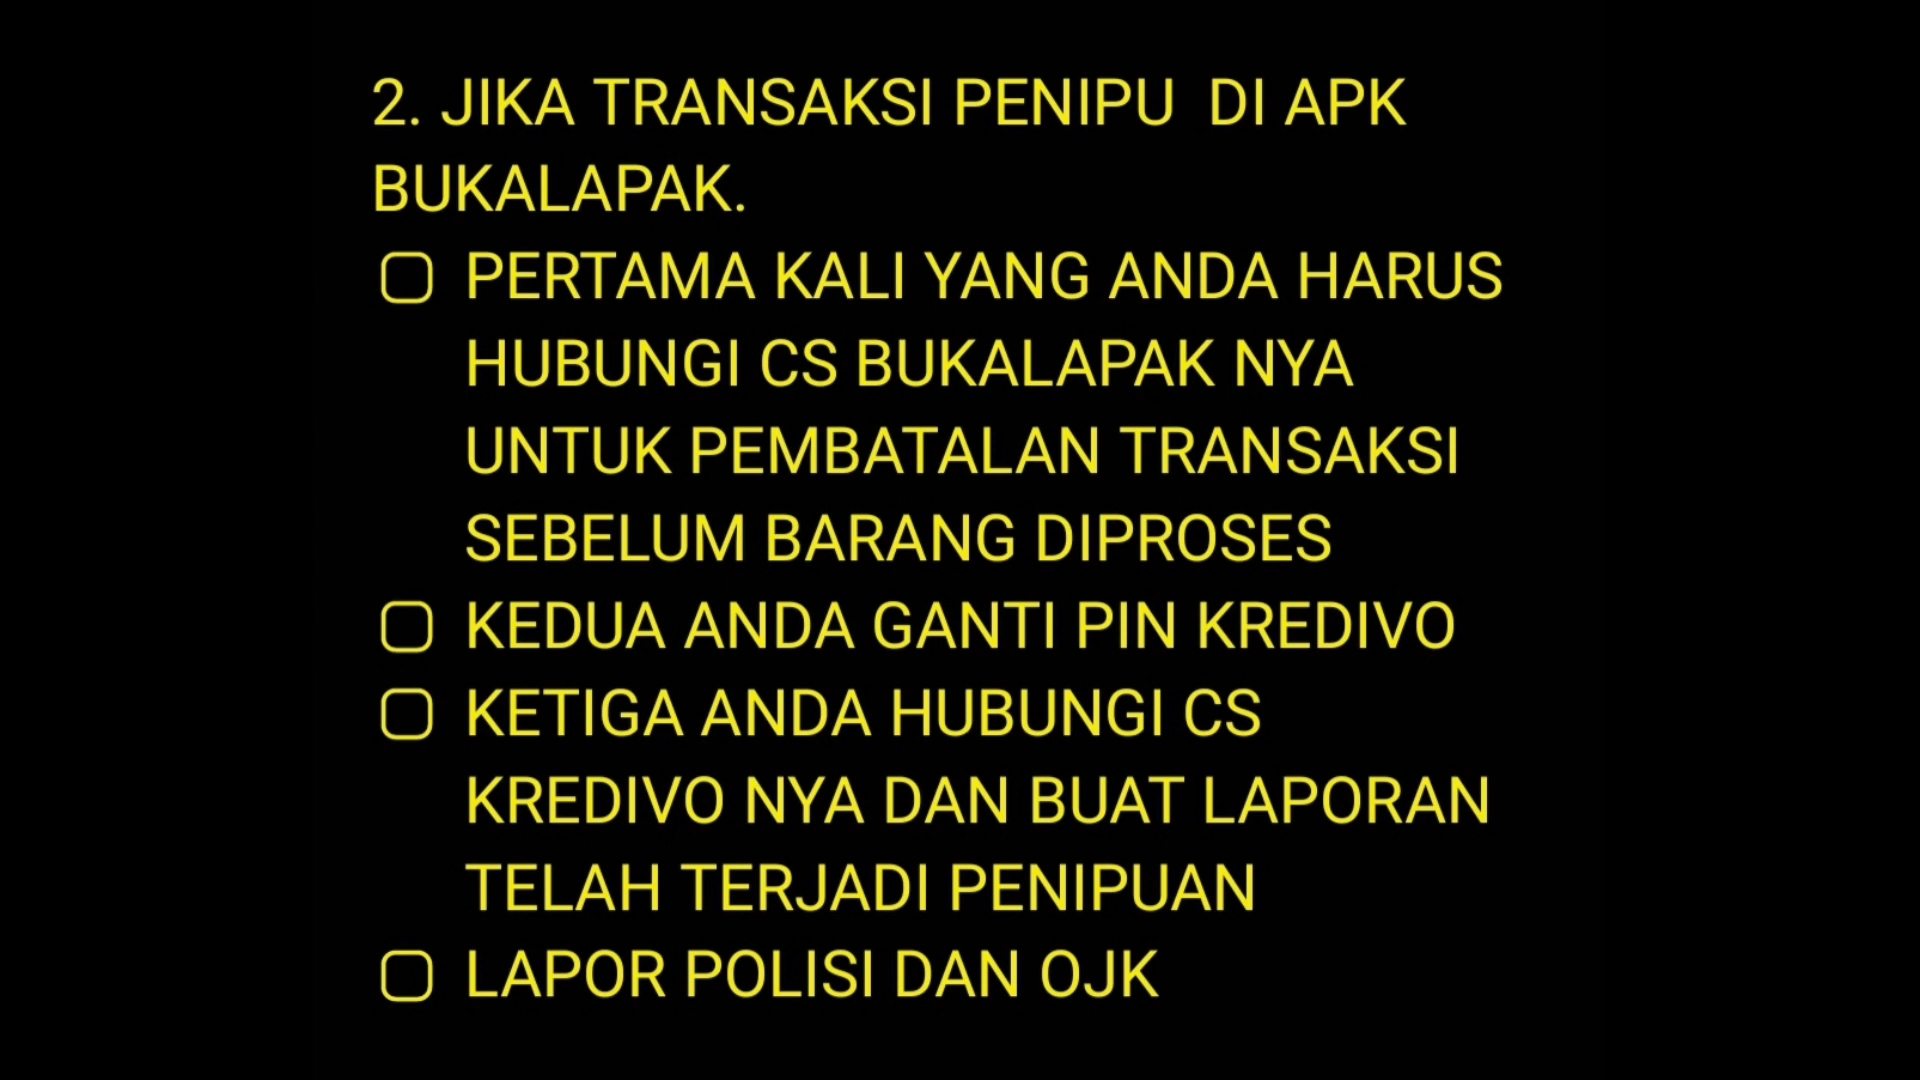 2. JIKA TRANSAKSI PENIPU  DI APK
BUKALAPAK.
PERTAMA KALI YANG ANDA HARUS
HUBUNGI CS BUKALAPAK NYA
UNTUK PEMBATALAN TRANSAKSI
SEBELUM BARANG DIPROSES
KEDUA ANDA GANTI PIN KREDIVO
KETIGA ANDA HUBUNGI CS
KREDIVO NYA DAN BUAT LAPORAN
TELAH TERJADI PENIPUAN
LAPOR POLISI DAN OJK